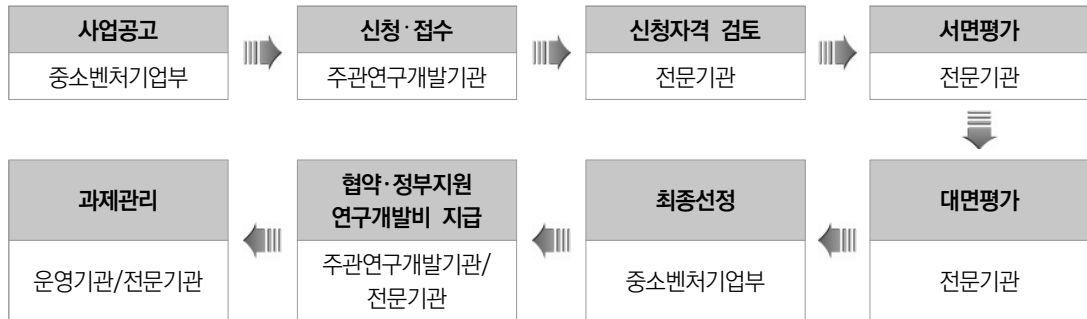 사업공고
중소벤처기업부
신청·접수
주관연구개발기관
신청자격 검토
전문기관
서면평가
전문기관
대면평가
전문기관
최종선정
중소벤처기업부
협약·정부지원
연구개발비 지급
주관연구개발기관/
전문기관
과제관리
운영기관/전문기관